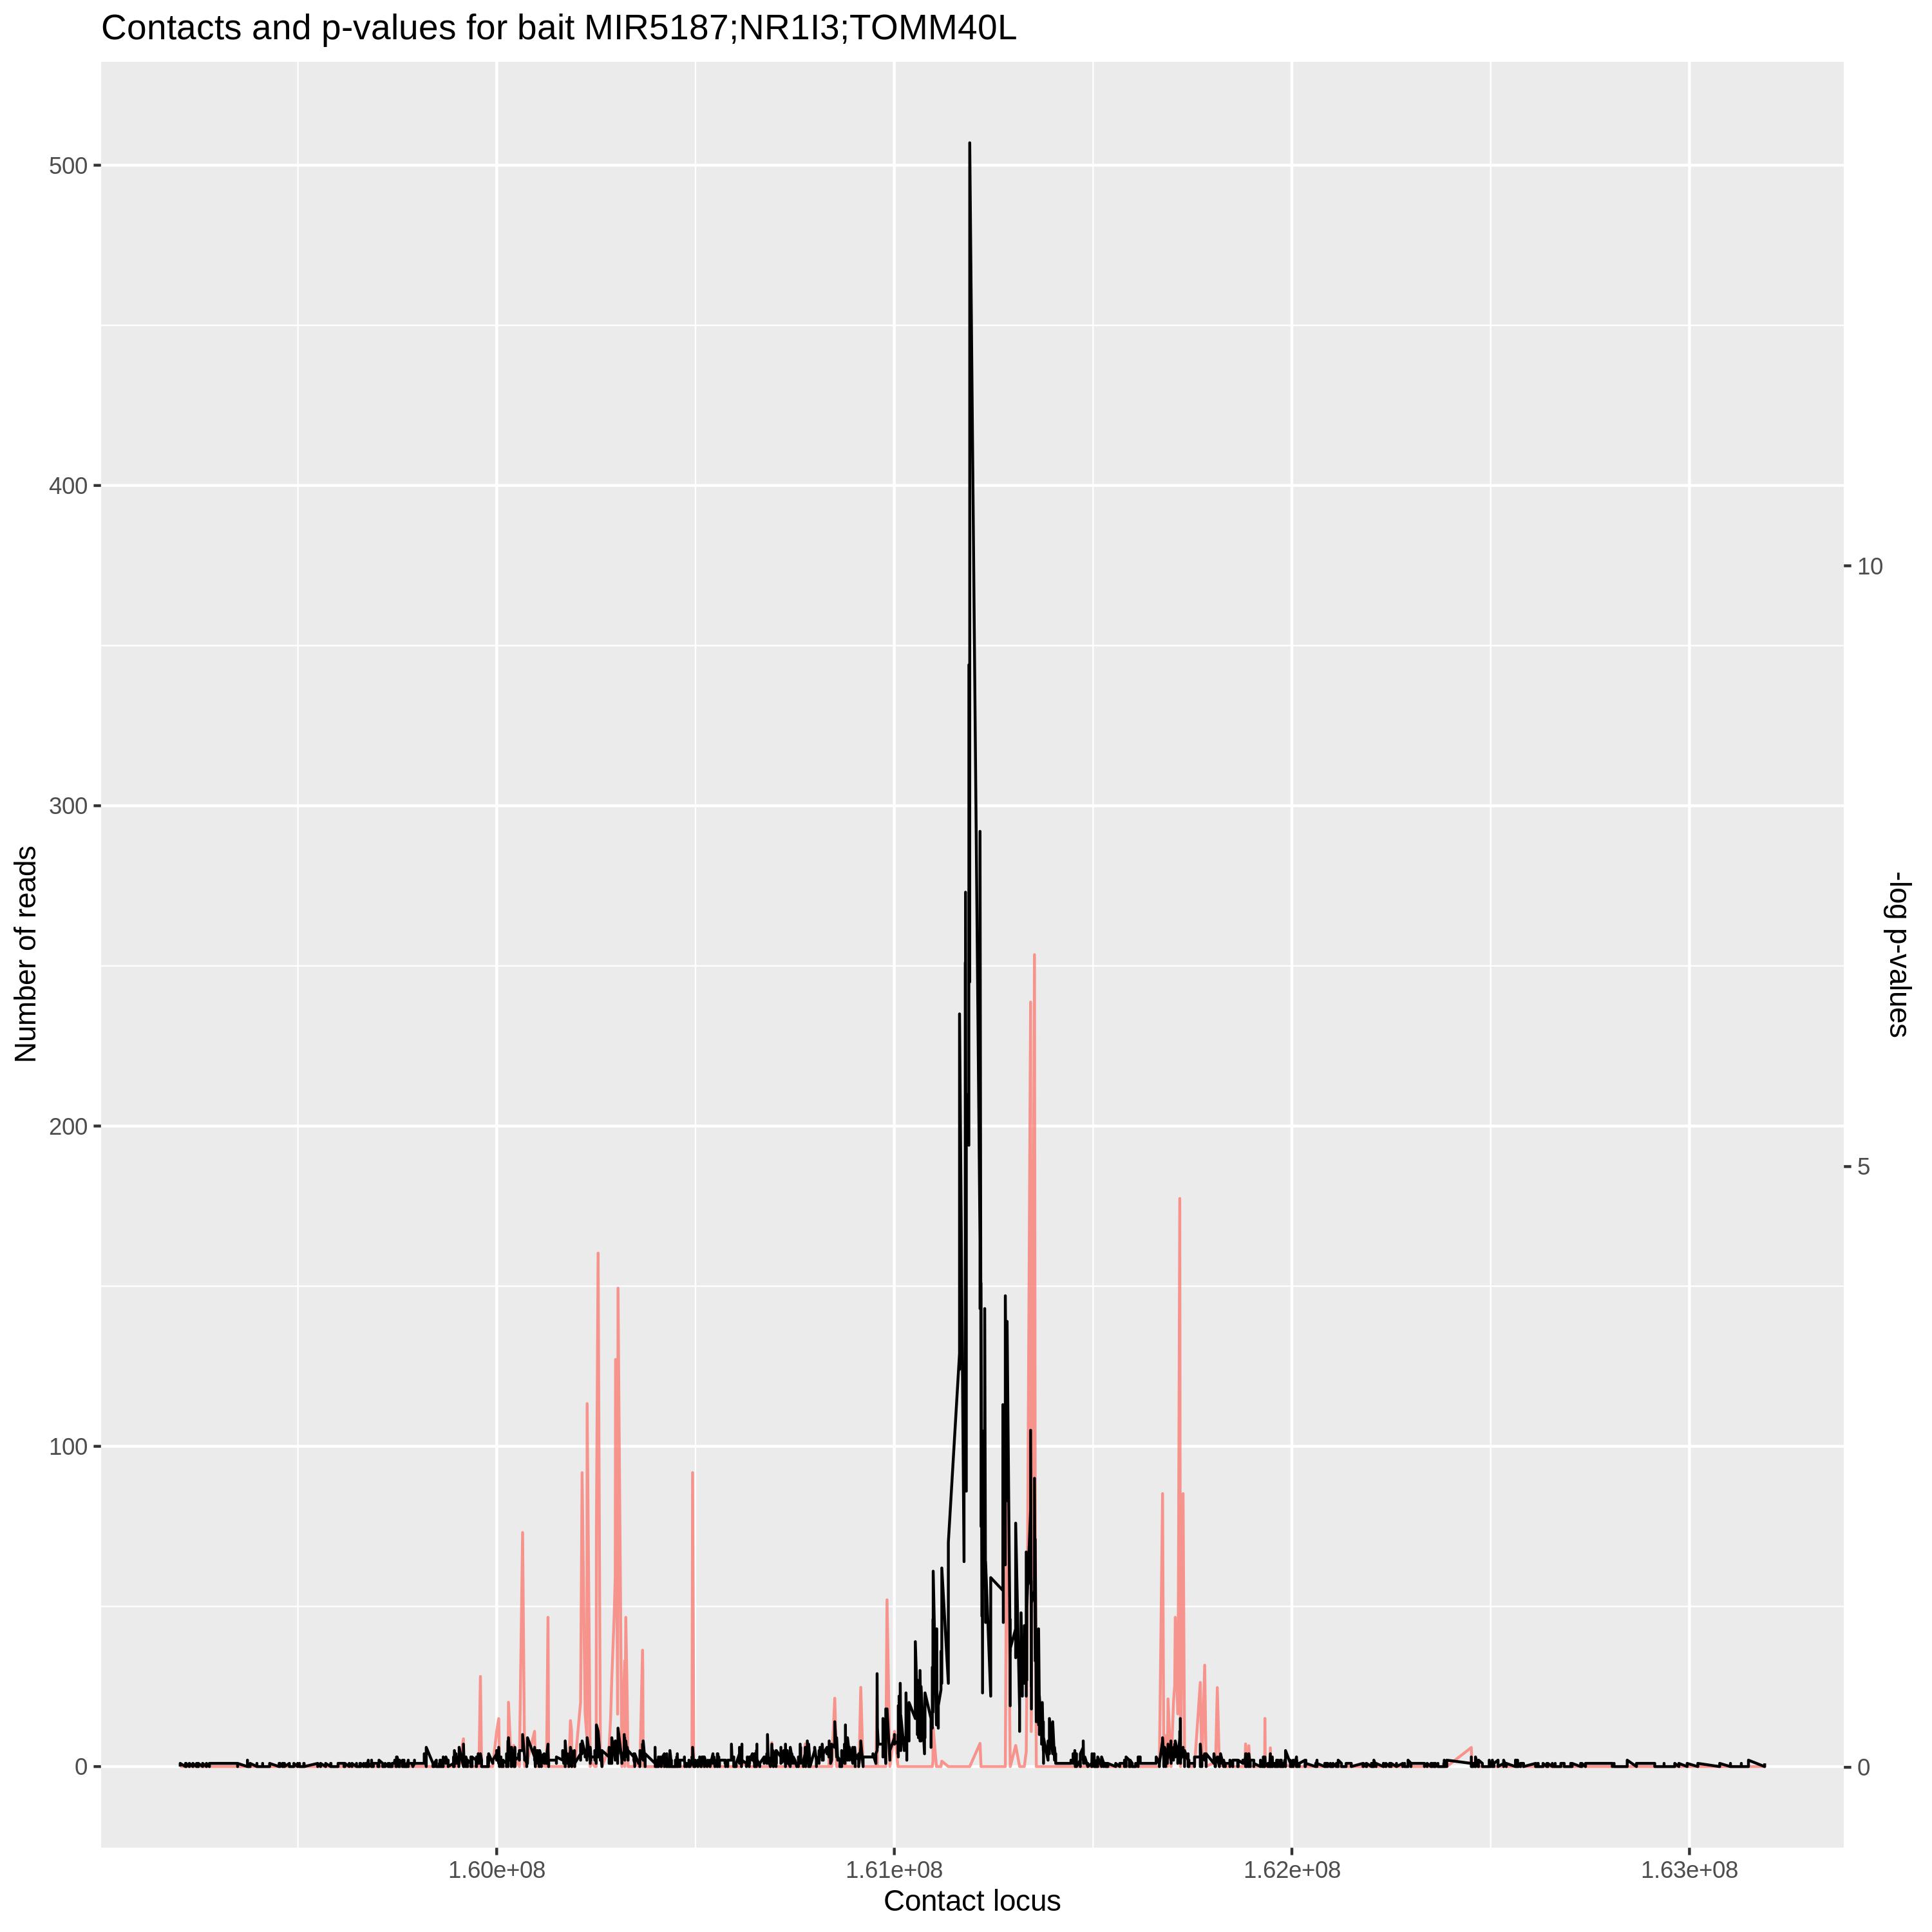 Contacts and p-values for bait MIR5187;NR1I3;TOMM40L
500
400
300
200
100
0
Number of reads
10
5
0
-log p-values
1.60e+08
1.61e+08
1.62e+08
1.63e+08
Contact locus